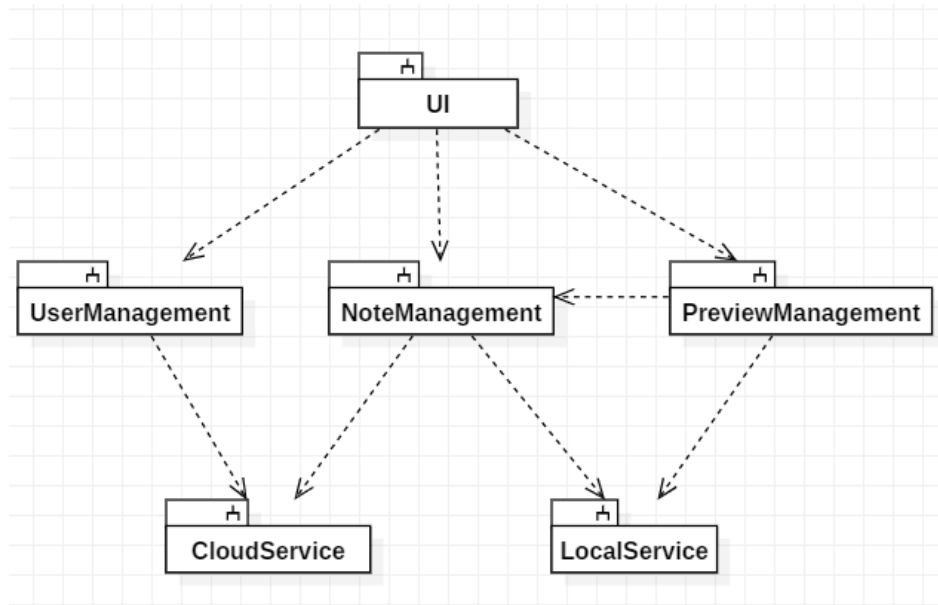 UI
UserManagement
NoteManagement
PreviewManagement
CloudService
LocalService